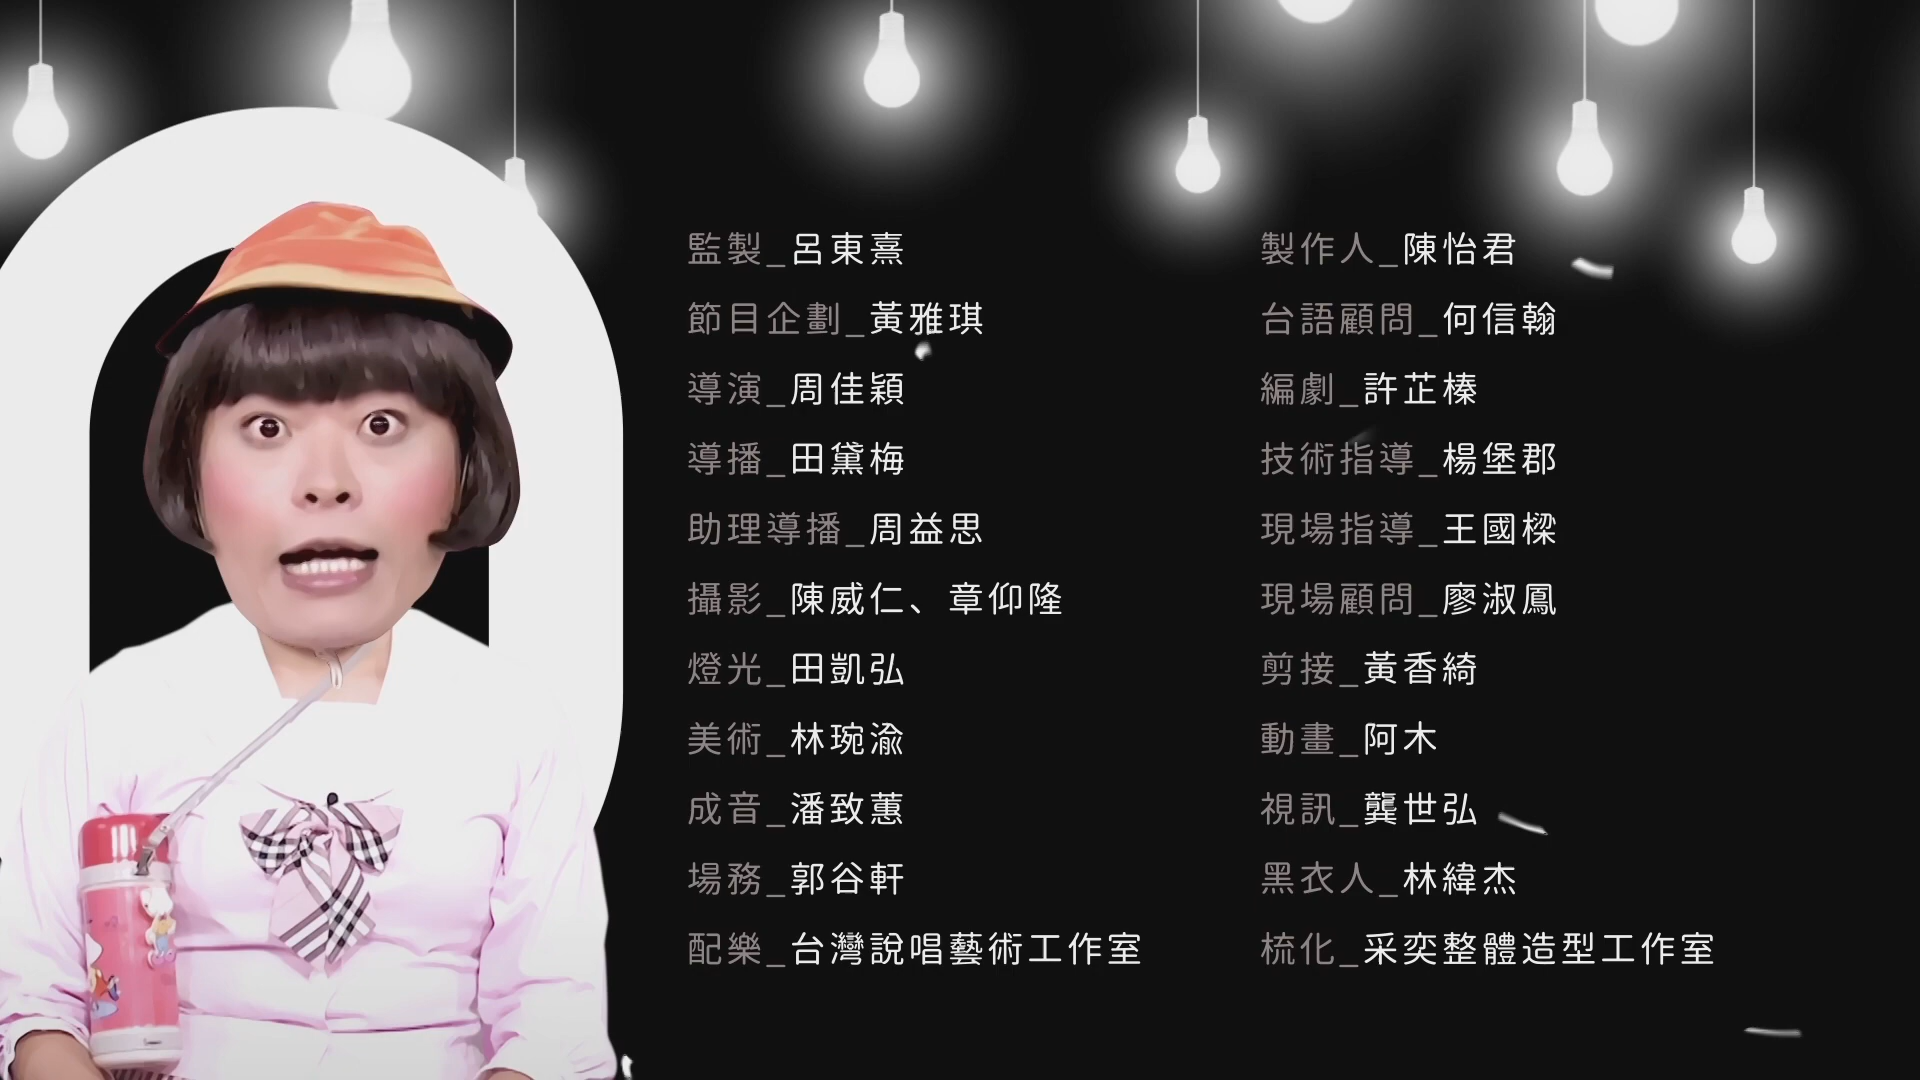 監製_呂東熹
節目企劃_黃雅琪
導演_周佳穎
導播_田黛梅
助理導播_周益思
攝影_陳威仁、章仰隆
燈光_田凱弘
美術_林琬渝
成音_潘致蕙
場務_郭谷軒
配樂_台灣說唱藝術工作室
製作人_陳怡君
台語顧問_何信翰
編劇_許芷榛
技術指導_楊堡郡
現場指導_王國樑
現場顧問_廖淑鳳
剪接_黃香綺
動畫_阿木
視訊_龔世弘
黑衣人_林緯杰
梳化_采奕整體造型工作室